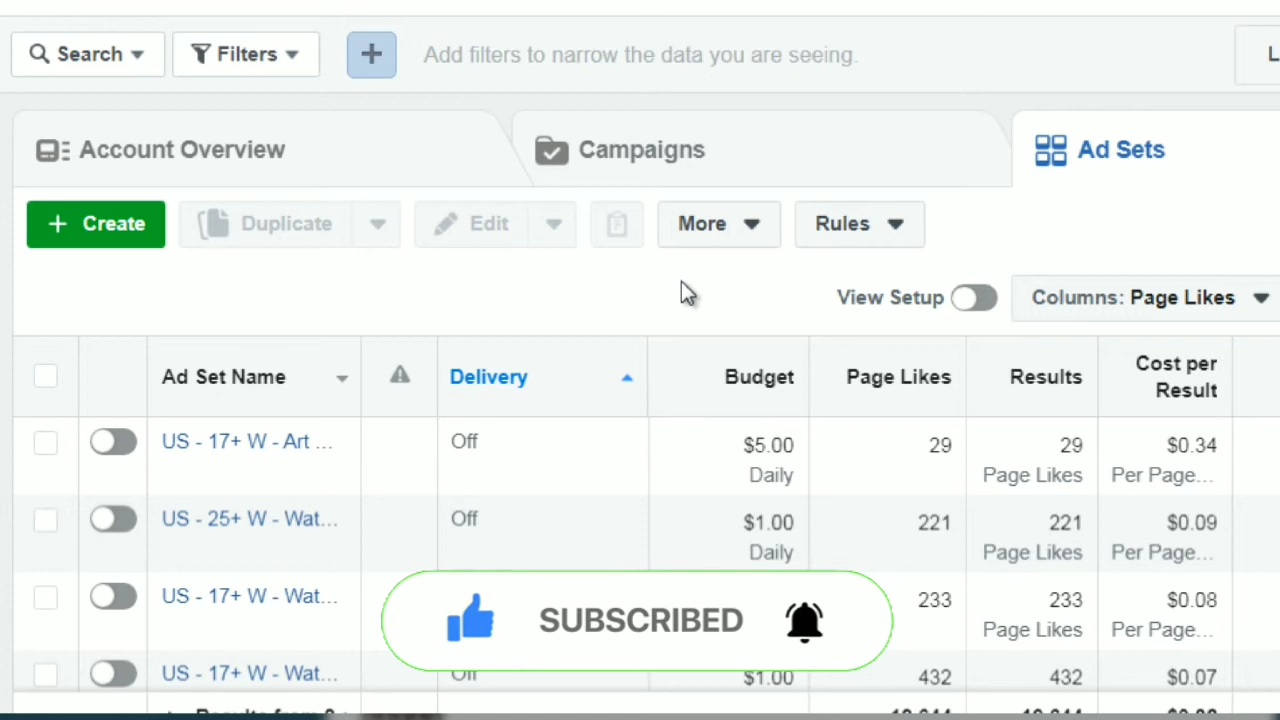 Search Filters + Add filters to narrow the data you are seeing. L
Account Overview Campaigns Ad Sets
+ Create Duplicate Edit More Rules
View Setup Columns: Page Likes
Ad Set Name Delivery Budget Page Likes Results Cost per Result
US - 17+ W - Art ... Off $5.00 29 29 $0.34
Daily Page Likes Per Page...
US - 25+ W - Wat... Off $1.00 221 221 $0.09
Daily Page Likes Per Page...
US - 17+ W - Wat... 233 233 $0.08
Page Likes Per Page...
SUBSCRIBED
US - 17+ W - Wat... Off $1.00 432 432 $0.07